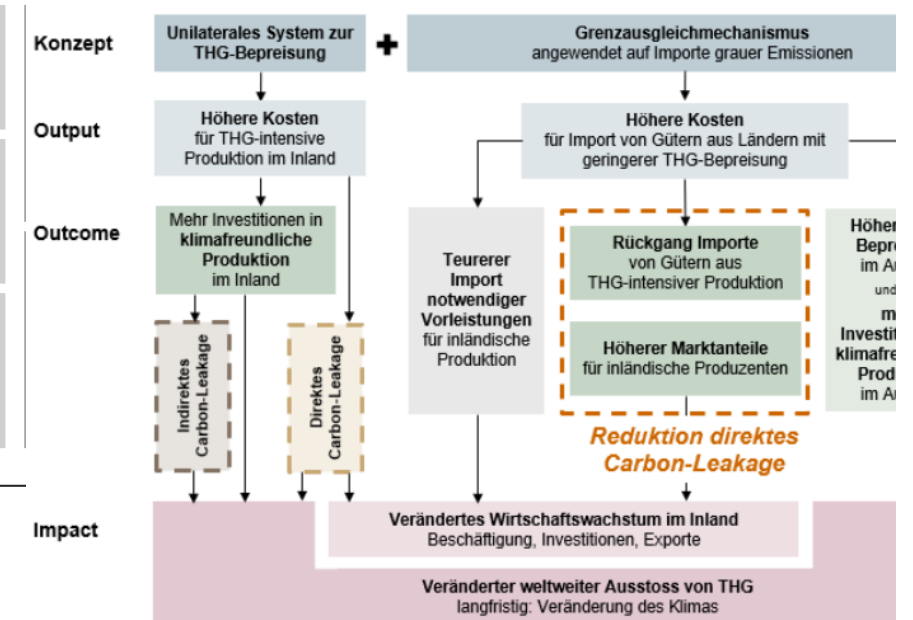 Konzept
Unilaterales System zur
THG-Bepreisung
+
Grenzausgleichmechanismus
angewendet auf Importe grauer Emissionen
Output
Höhere Kosten
für THG-intensive
Produktion im Inland
Höhere Kosten
für Import von Gütern aus Ländern mit
geringerer THG-Bepreisung
Outcome
Mehr Investitionen in
klimafreundliche
Produktion
im Inland
Indirektes
Carbon-Leakage
Direktes
Carbon-Leakage
Teurerer
Import
notwendiger
Vorleistungen
für inländische
Produktion
Rückgang Importe
von Gütern aus
THG-intensiver Produktion
Höherer Marktanteile
für inländische Produzenten
Reduktion direktes
Carbon-Leakage
im
und
Impact
Verändertes Wirtschaftswachstum im Inland
Beschäftigung, Investitionen, Exporte
Veränderter weltweiter Ausstoss von THG
langfristig: Veränderung des Klimas